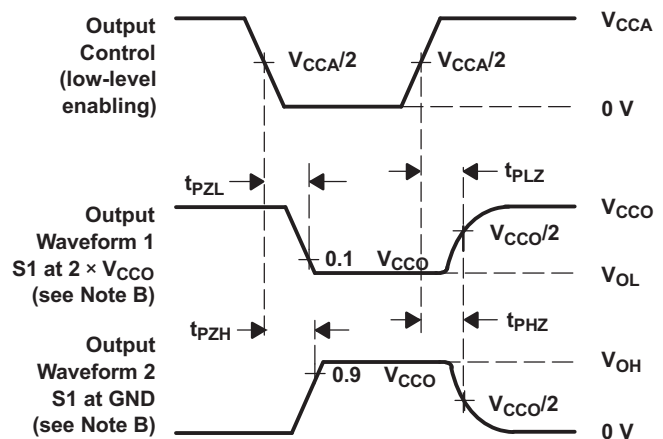 Output
Control
(low-level
enabling)
V_CCA/2
V_CCA/2
V_CCA
0 V
t_PZL
t_PLZ
Output
Waveform 1
S1 at 2 × V_CCO
(see Note B)
0.1 V_CCO
V_CCO/2
V_CCO
V_OL
t_PZH
t_PHZ
Output
Waveform 2
S1 at GND
(see Note B)
0.9 V_CCO
V_CCO/2
V_OH
0 V